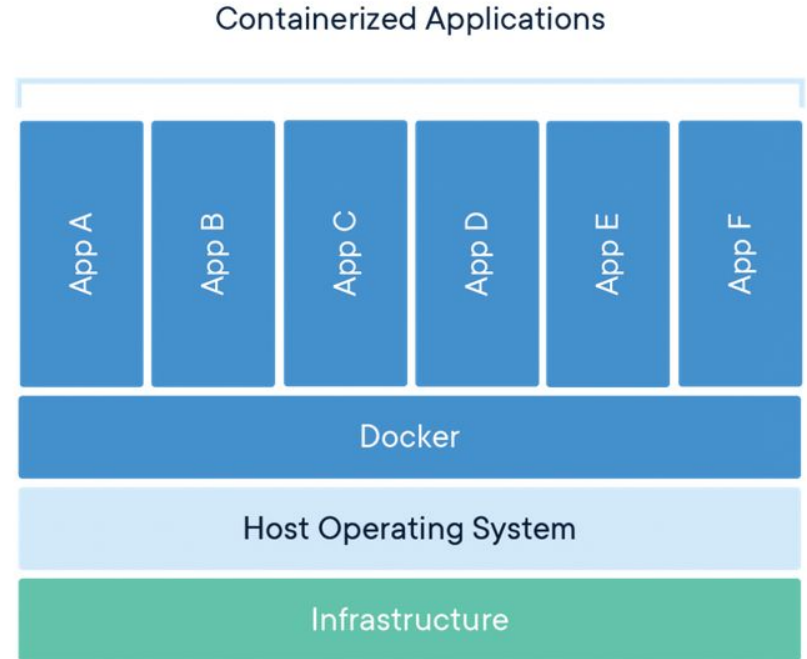 Containerized Applications
App A
App B
App C
App D
App E
App F
Docker
Host Operating System
Infrastructure